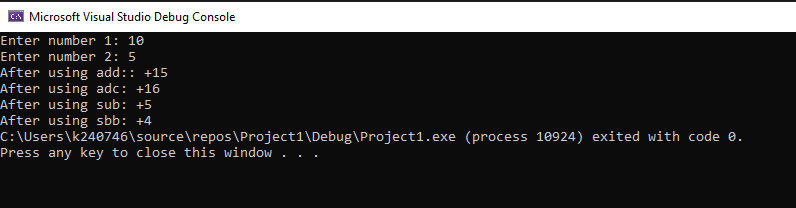 Microsoft Visual Studio Debug Console
Enter number 1: 10
Enter number 2: 5
After using add:: +15
After using adc: +16
After using sub: +5
After using sbb: +4
C:\Users\k240746\source\repos\Project1\Debug\Project1.exe (process 10924) exited with code 0.
Press any key to close this window . . .